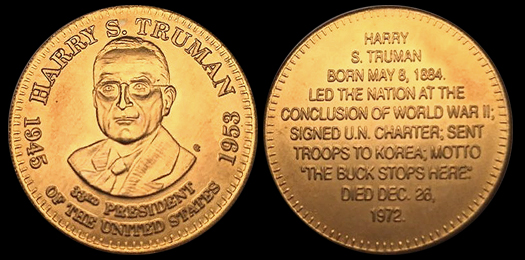 HARRY S. TRUMAN
1945
1953
33RD PRESIDENT
OF THE UNITED STATES
HARRY
S. TRUMAN
BORN MAY 8, 1884.
LED THE NATION AT THE
CONCLUSION OF WORLD WAR II;
SIGNED U.N. CHARTER; SENT
TROOPS TO KOREA; MOTTO
"THE BUCK STOPS HERE."
DIED DEC. 26,
1972.